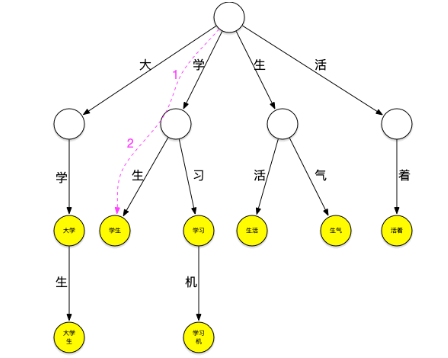 大
学
生
活
1
2
学
生
习
活
气
着
大学
学生
学习
生活
生气
活着
生
机
大学
生
学习
机